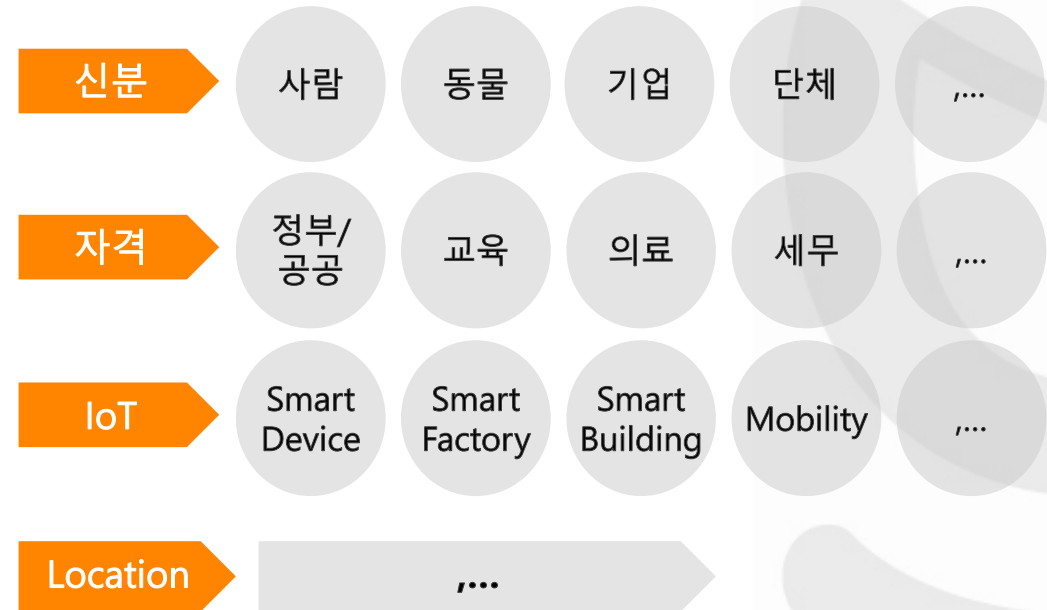 신분 사람 동물 기업 단체 ,...
자격 정부/
공공 교육 의료 세무 ,...
IoT Smart
Device Smart
Factory Smart
Building Mobility ,...
Location ,...